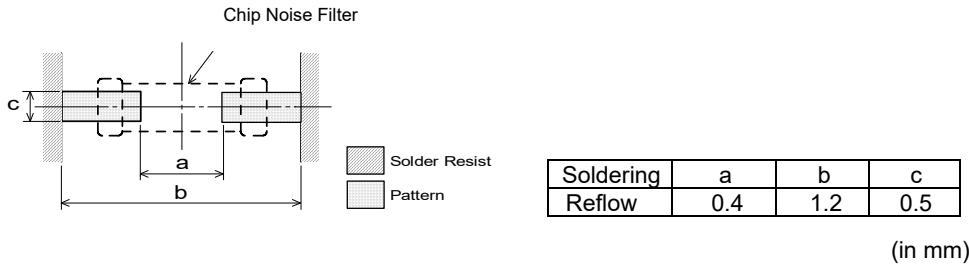 Chip Noise Filter
c
a
b
Solder Resist
Pattern
Soldering a b c
Reflow 0.4 1.2 0.5
(in mm)